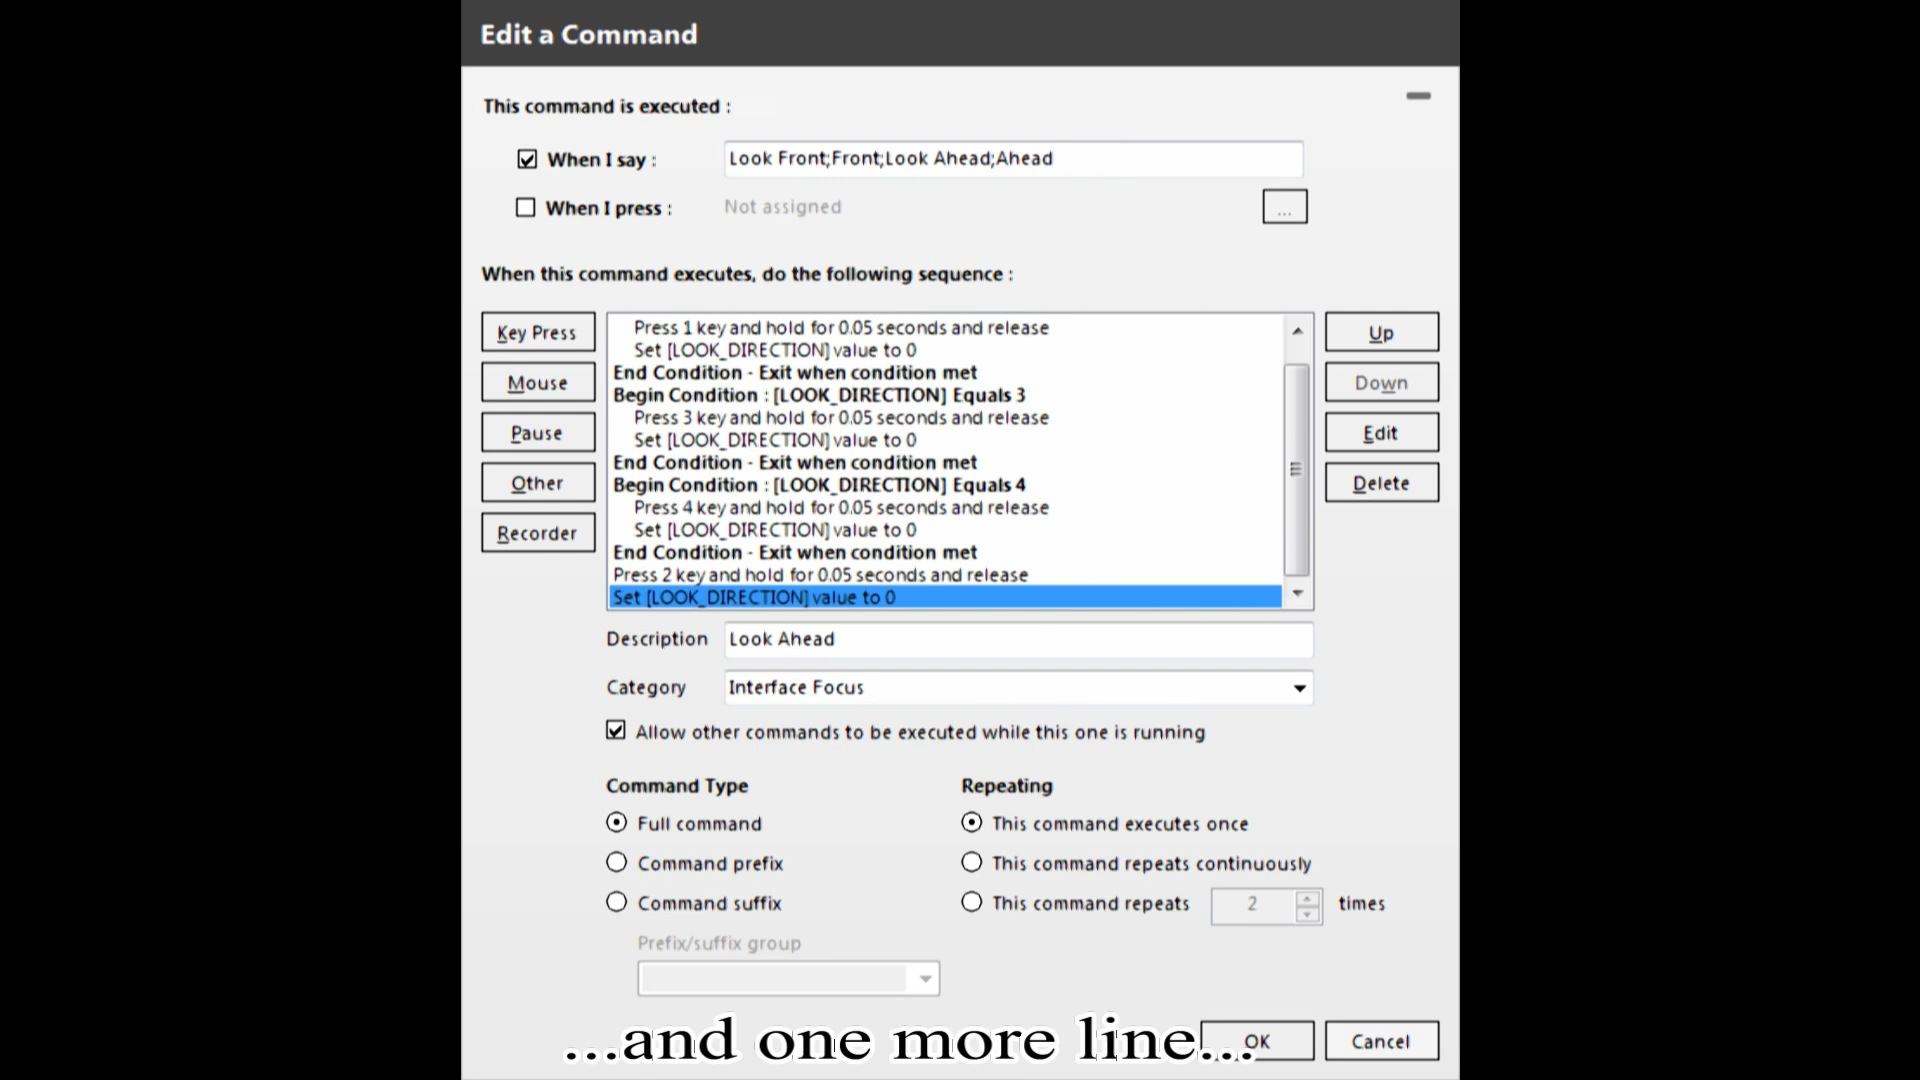 Edit a Command
This command is executed :
When I say :
Look Front;Front;Look Ahead;Ahead
When I press :
Not assigned
...
When this command executes, do the following sequence :
Key Press
Mouse
Pause
Other
Recorder
Press 1 key and hold for 0.05 seconds and release
Set [LOOK_DIRECTION] value to 0
End Condition - Exit when condition met
Begin Condition : [LOOK_DIRECTION] Equals 3
Press 3 key and hold for 0.05 seconds and release
Set [LOOK_DIRECTION] value to 0
End Condition - Exit when condition met
Begin Condition : [LOOK_DIRECTION] Equals 4
Press 4 key and hold for 0.05 seconds and release
Set [LOOK_DIRECTION] value to 0
End Condition - Exit when condition met
Press 2 key and hold for 0.05 seconds and release
Set [LOOK_DIRECTION] value to 0
Up
Down
Edit
Delete
Description
Look Ahead
Category
Interface Focus
Allow other commands to be executed while this one is running
Command Type
Full command
Command prefix
Command suffix
Prefix/suffix group
Repeating
This command executes once
This command repeats continuously
This command repeats 2 times
...and one more line...
OK
Cancel